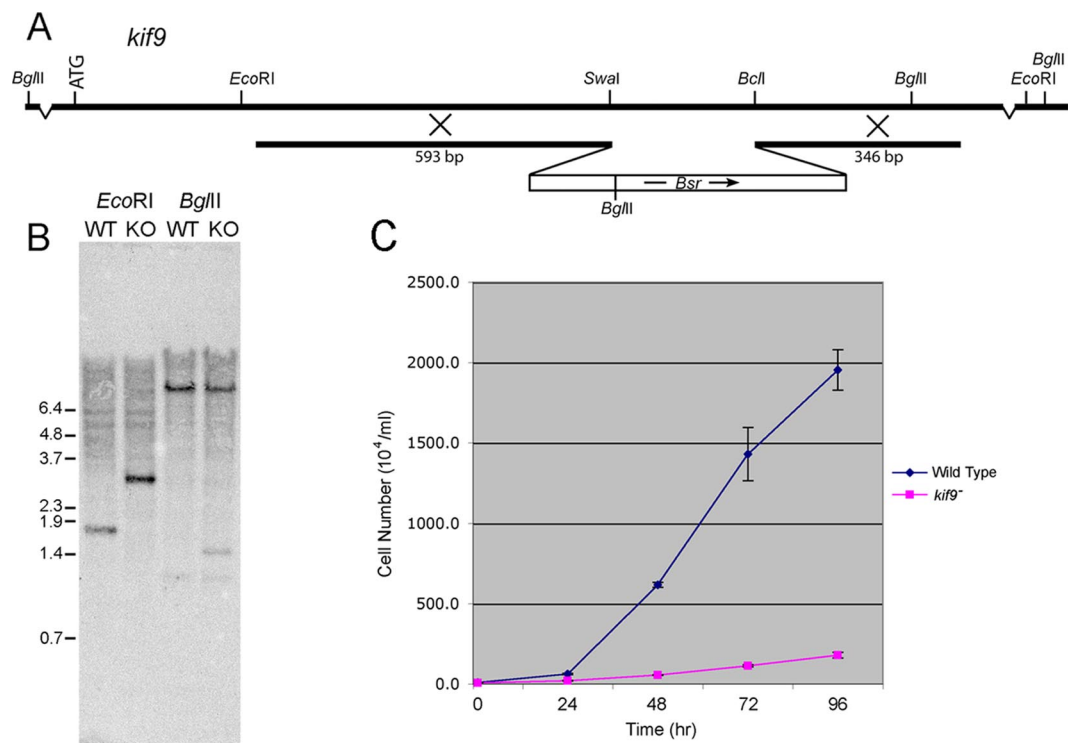 A
kif9
BglII
ATG
EcoRI
SwaI
BclI
BglII
EcoRI
BglII
593 bp
346 bp
Bsr
BglII
B
EcoRI BglII
WT KO WT KO
6.4
4.8
3.7
2.3
1.9
1.4
0.7
C
2500.0
2000.0
1500.0
1000.0
500.0
0.0
Cell Number (10⁴/ml)
0 24 48 72 96
Time (hr)
Wild Type
kif9⁻